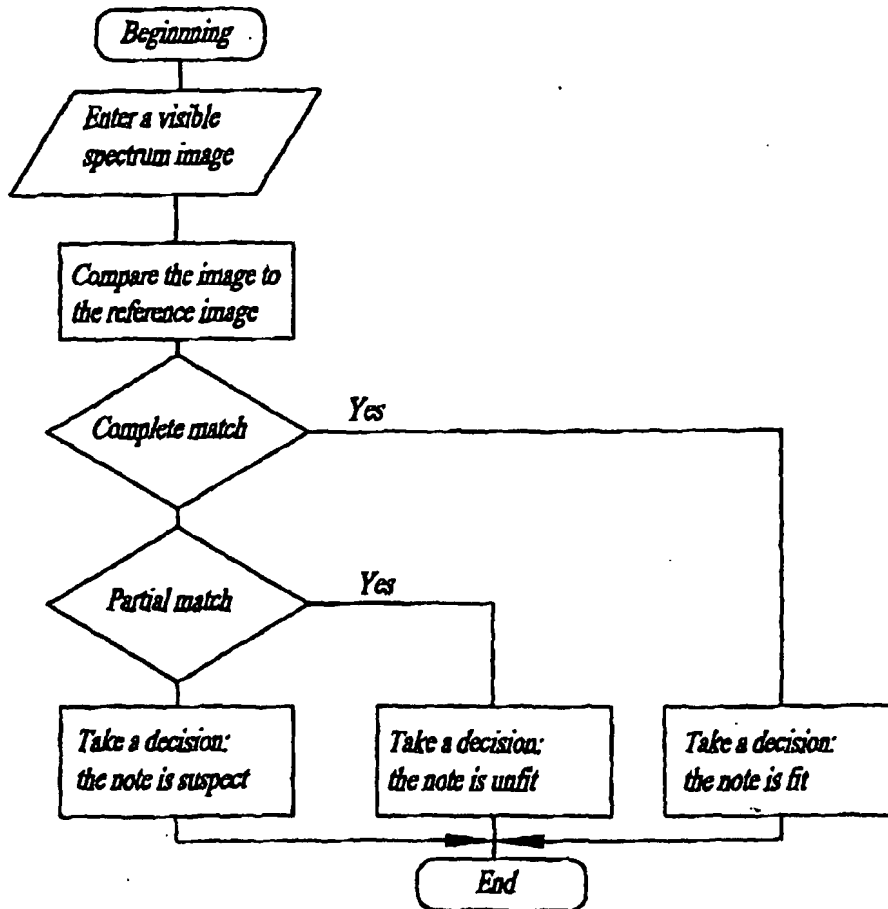 Beginnning
Enter a visible
spectrum image
Compare the image to
the reference image
Complete match
Yes
Partial match
Yes
Take a decision:
the note is suspect
Take a decision:
the note is unfit
Take a decision:
the note is fit
End